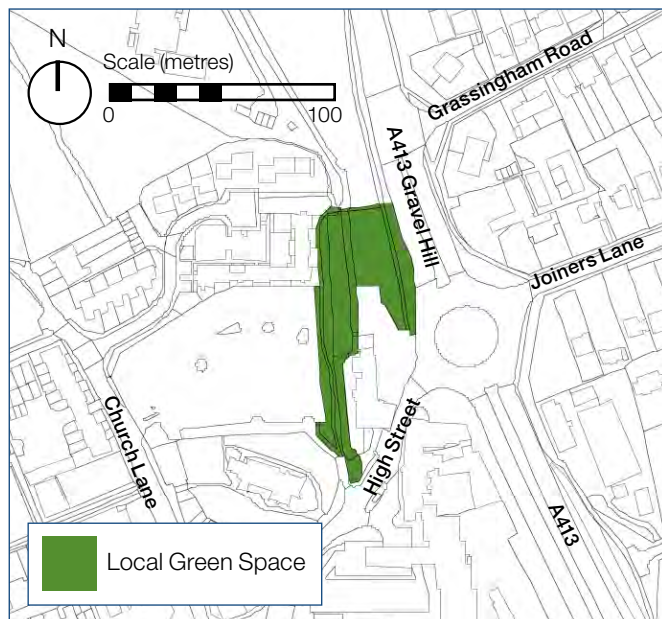 N
Scale (metres)
0 100
Grassingham Road
A413 Gravel Hill
Joiners Lane
Church Lane
High Street
A413
Local Green Space